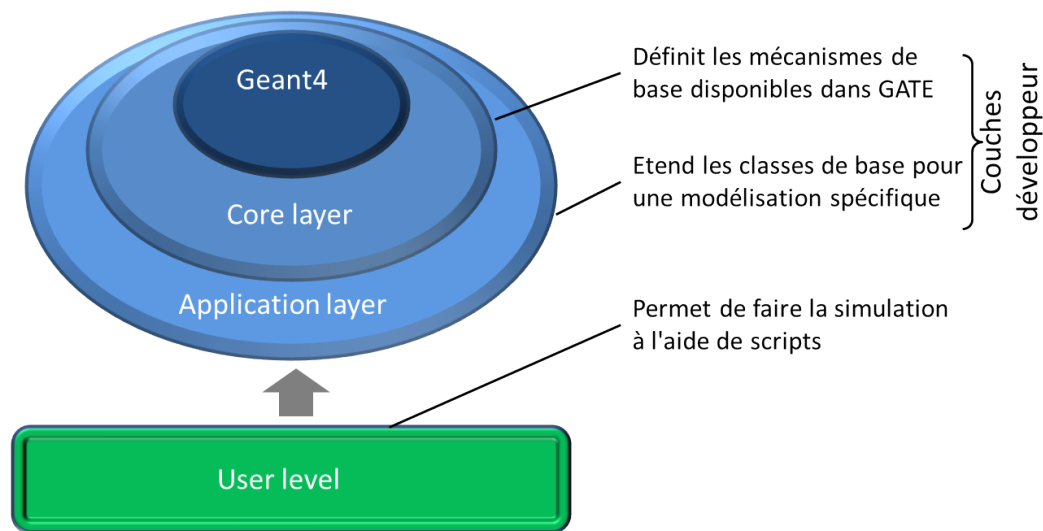 Geant4
Core layer
Application layer
User level
Définit les mécanismes de
base disponibles dans GATE
Etend les classes de base pour
une modélisation spécifique
Couches
développeur
Permet de faire la simulation
à l'aide de scripts